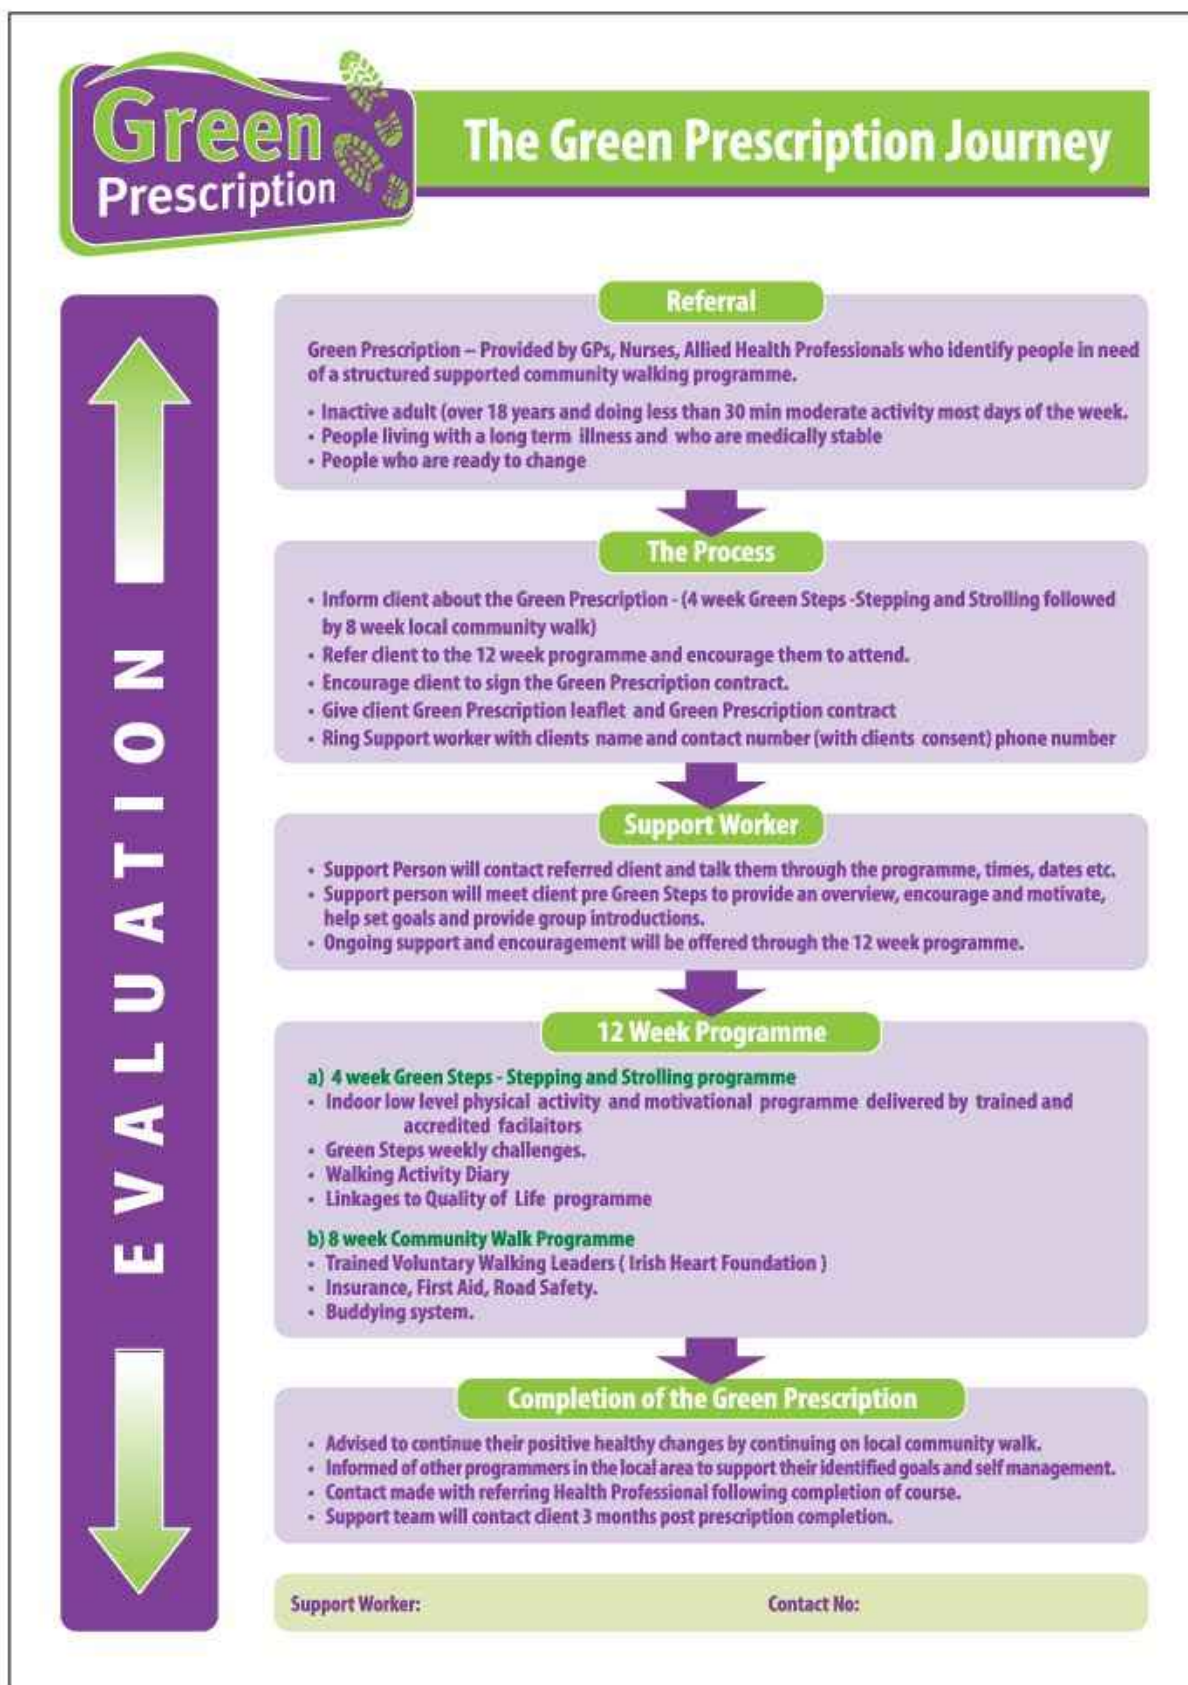 Green
Prescription
The Green Prescription Journey
EVALUATION
Referral
Green Prescription – Provided by GPs, Nurses, Allied Health Professionals who identify people in need
of a structured supported community walking programme.
• Inactive adult (over 18 years and doing less than 30 min moderate activity most days of the week.
• People living with a long term illness and who are medically stable
• People who are ready to change
The Process
• Inform client about the Green Prescription - (4 week Green Steps -Stepping and Strolling followed
by 8 week local community walk)
• Refer client to the 12 week programme and encourage them to attend.
• Encourage client to sign the Green Prescription contract.
• Give client Green Prescription leaflet and Green Prescription contract
• Ring Support worker with clients name and contact number (with clients consent) phone number
Support Worker
• Support Person will contact referred client and talk them through the programme, times, dates etc.
• Support person will meet client pre Green Steps to provide an overview, encourage and motivate,
help set goals and provide group introductions.
• Ongoing support and encouragement will be offered through the 12 week programme.
12 Week Programme
a) 4 week Green Steps - Stepping and Strolling programme
• Indoor low level physical activity and motivational programme delivered by trained and
accredited facilaitors
• Green Steps weekly challenges.
• Walking Activity Diary
• Linkages to Quality of Life programme
b) 8 week Community Walk Programme
• Trained Voluntary Walking Leaders ( Irish Heart Foundation )
• Insurance, First Aid, Road Safety.
• Buddying system.
Completion of the Green Prescription
• Advised to continue their positive healthy changes by continuing on local community walk.
• Informed of other programmers in the local area to support their identified goals and self management.
• Contact made with referring Health Professional following completion of course.
• Support team will contact client 3 months post prescription completion.
Support Worker: Contact No: